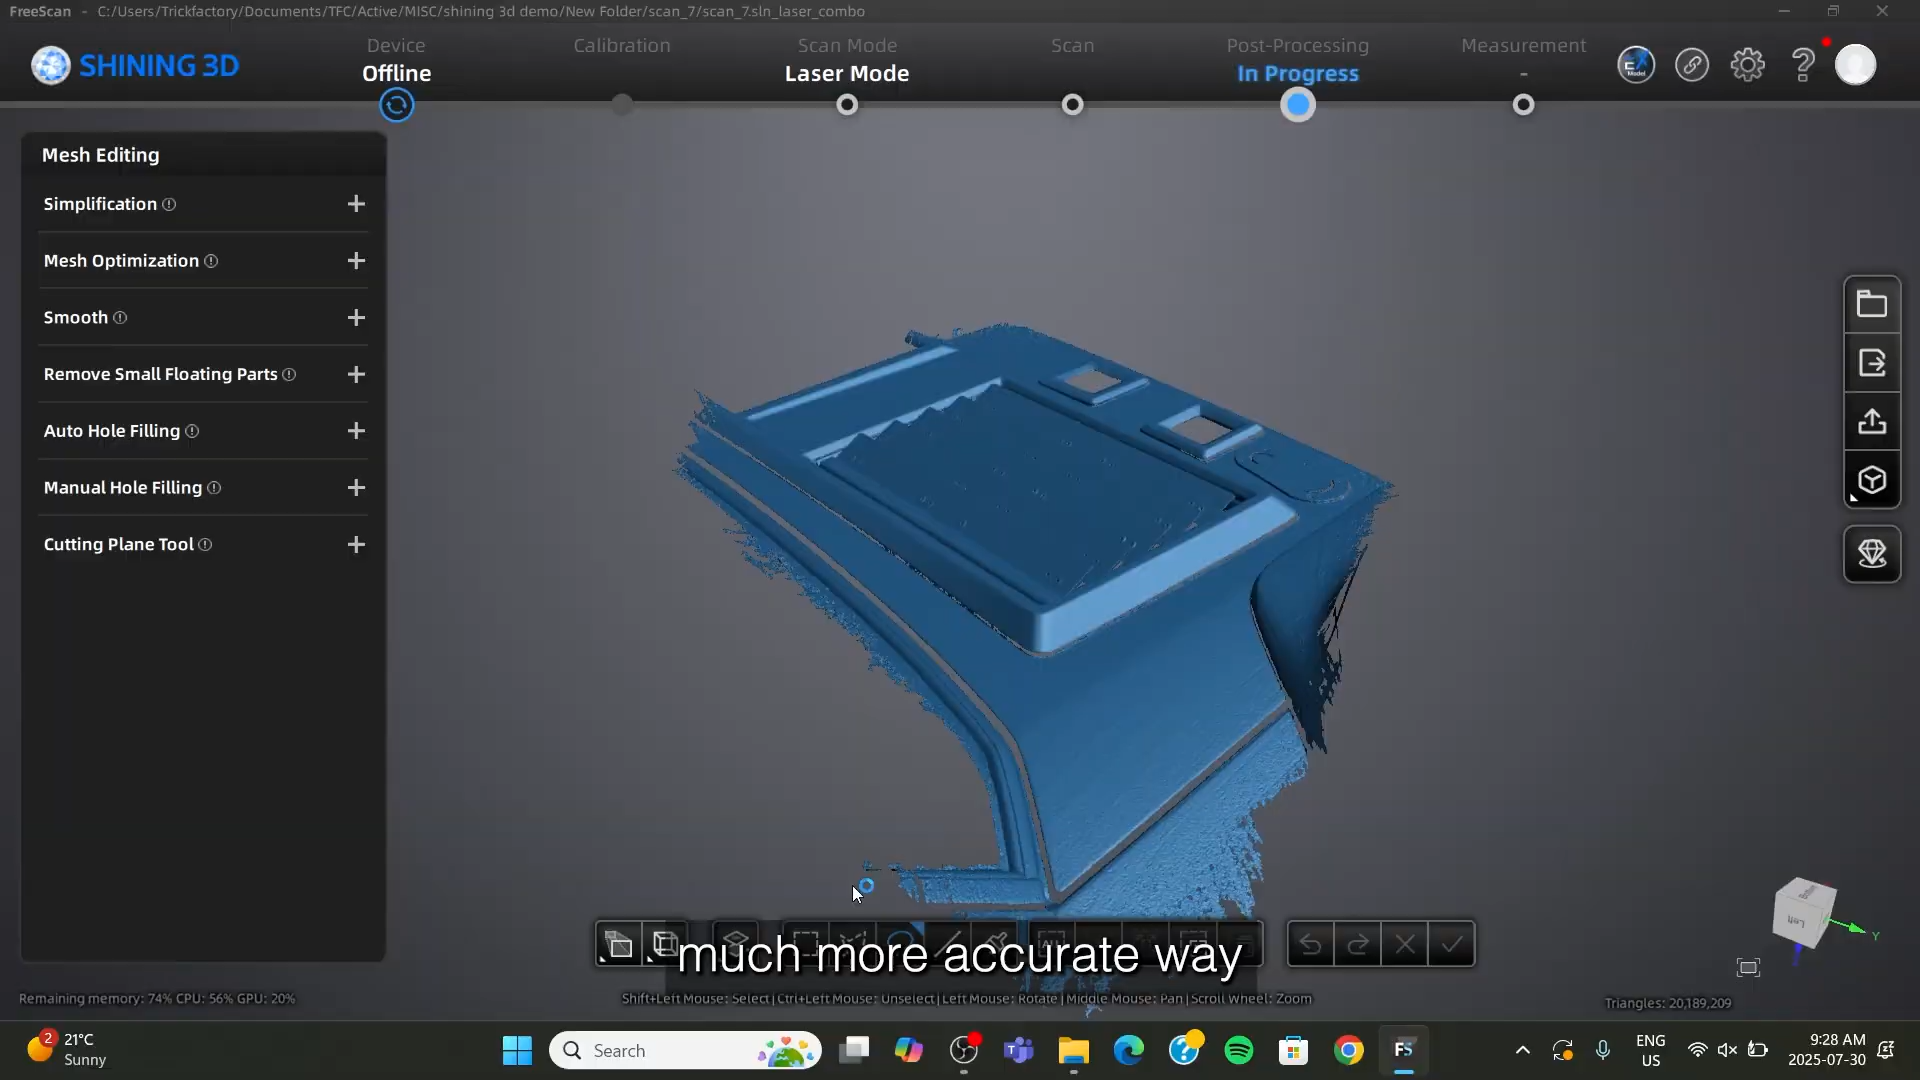 FreeScan - C:/Users/Trickfactory/Documents/TFC/Active/MISC/shining 3d demo/New Folder/scan_7/scan_7.sln_laser_combo
SHINING 3D
Device
Offline
Calibration
Scan Mode
Laser Mode
Scan
Post-Processing
In Progress
Measurement
-
Mesh Editing
Simplification
Mesh Optimization
Smooth
Remove Small Floating Parts
Auto Hole Filling
Manual Hole Filling
Cutting Plane Tool
Left
Y
much more accurate way
Remaining memory: 74% CPU: 56% GPU: 20%
Shift+Left Mouse: Select|Ctrl+Left Mouse: Unselect|Left Mouse: Rotate|Middle Mouse: Pan|Scroll Wheel: Zoom
Triangles: 20,189,209
2
21°C
Sunny
Search
FS
ENG
US
9:28 AM
2025-07-30